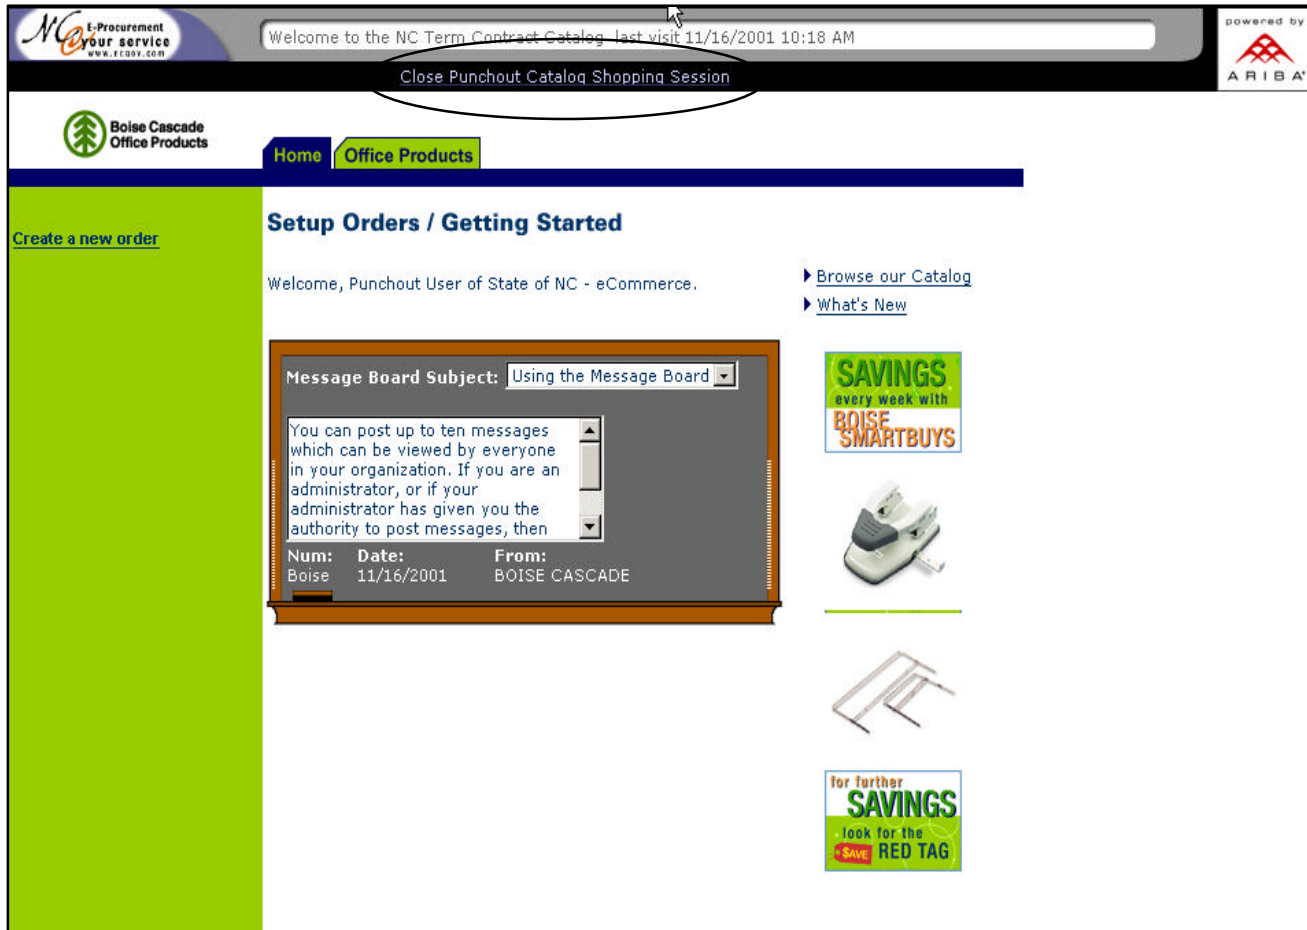 NC@ E-Procurement
your service
powered by
Welcome to the NC Term Contract Catalog last visit 11/16/2001 10:18 AM
ARIBA
Close Punchout Catalog Shopping Session
Boise Cascade
Office Products
Home Office Products
Create a new order
Setup Orders / Getting Started
Welcome, Punchout User of State of NC - eCommerce.
Browse our Catalog
What's New
Message Board Subject: Using the Message Board
You can post up to ten messages
which can be viewed by everyone
in your organization. If you are an
administrator, or if your
administrator has given you the
authority to post messages, then
Num: Date: From:
Boise 11/16/2001 BOISE CASCADE
SAVINGS
every week with
BOISE
SMARTBUYS
for further
SAVINGS
look for the
SAVE RED TAG